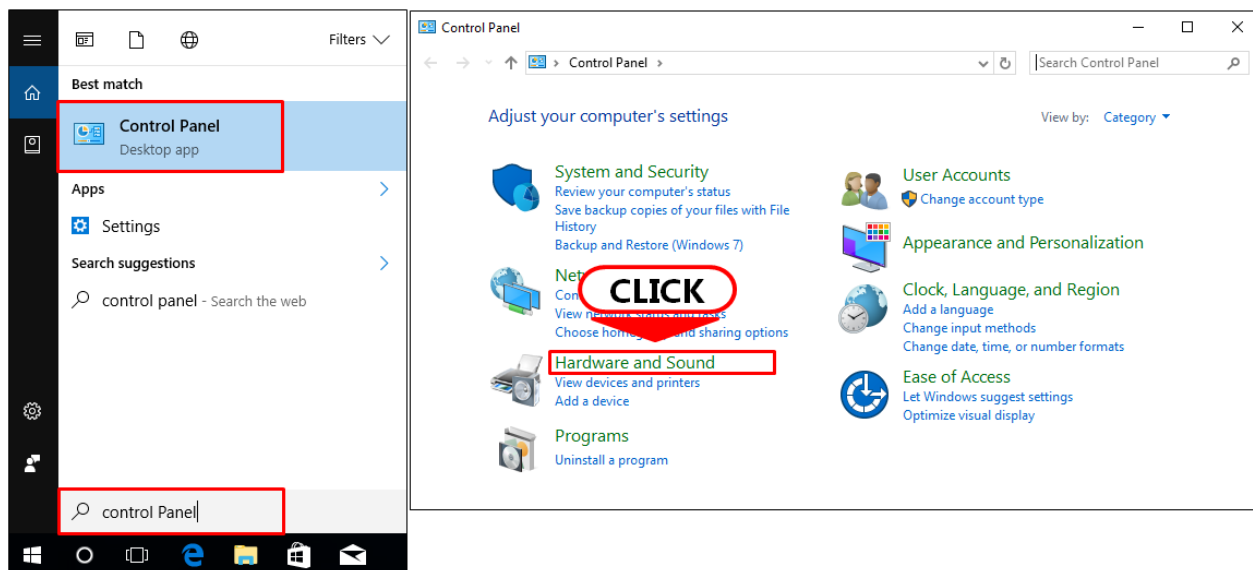 Filters
Best match
Control Panel
Desktop app
Apps
Settings
Search suggestions
control panel - Search the web
control Panel
Control Panel
Control Panel
Search Control Panel
Adjust your computer's settings
View by: Category
System and Security
Review your computer's status
Save backup copies of your files with File
History
Backup and Restore (Windows 7)
CLICK
View network status and tasks
and sharing options
Hardware and Sound
View devices and printers
Add a device
Programs
Uninstall a program
User Accounts
Change account type
Appearance and Personalization
Clock, Language, and Region
Add a language
Change input methods
Change date, time, or number formats
Ease of Access
Let Windows suggest settings
Optimize visual display